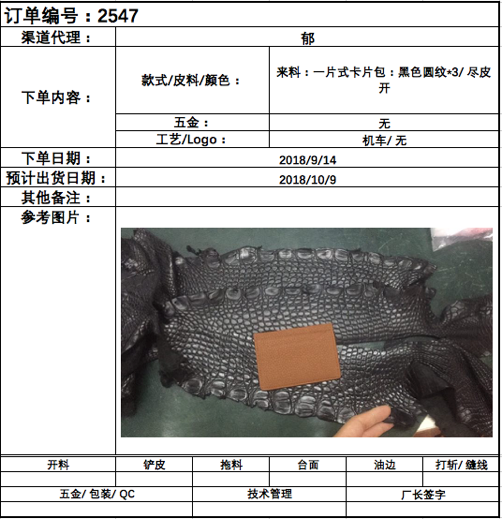 订单编号：2547
渠道代理：
郁
下单内容：
款式/皮料/颜色：
来料：一片式卡片包：黑色圆纹*3/ 尽皮
开
五金：
无
工艺/Logo：
机车/ 无
下单日期：
2018/9/14
预计出货日期：
2018/10/9
其他备注：
参考图片：
开料
铲皮
拖料
台面
油边
打斩/ 缝线
五金/ 包装/ QC
技术管理
厂长签字